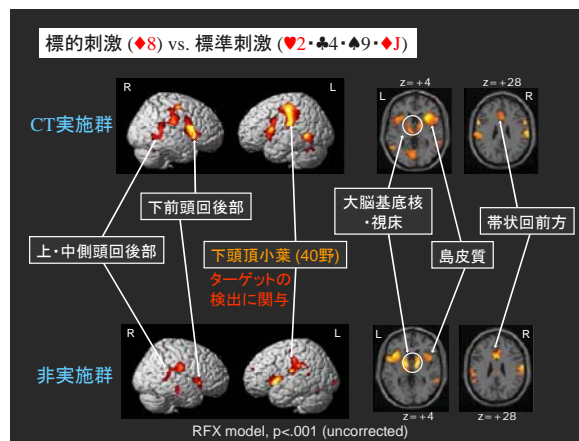 標的刺激 (♦8) vs. 標準刺激 (♥2・♣4・♠9・♦J)
R
L
z=+4
z=+28
L
R
CT実施群
下前頭回後部
大脳基底核
・視床
帯状回前方
上・中側頭回後部
下頭頂小葉 (40野)
島皮質
ターゲットの
検出に関与
R
L
L
R
非実施群
z=+4
z=+28
RFX model, p<.001 (uncorrected)